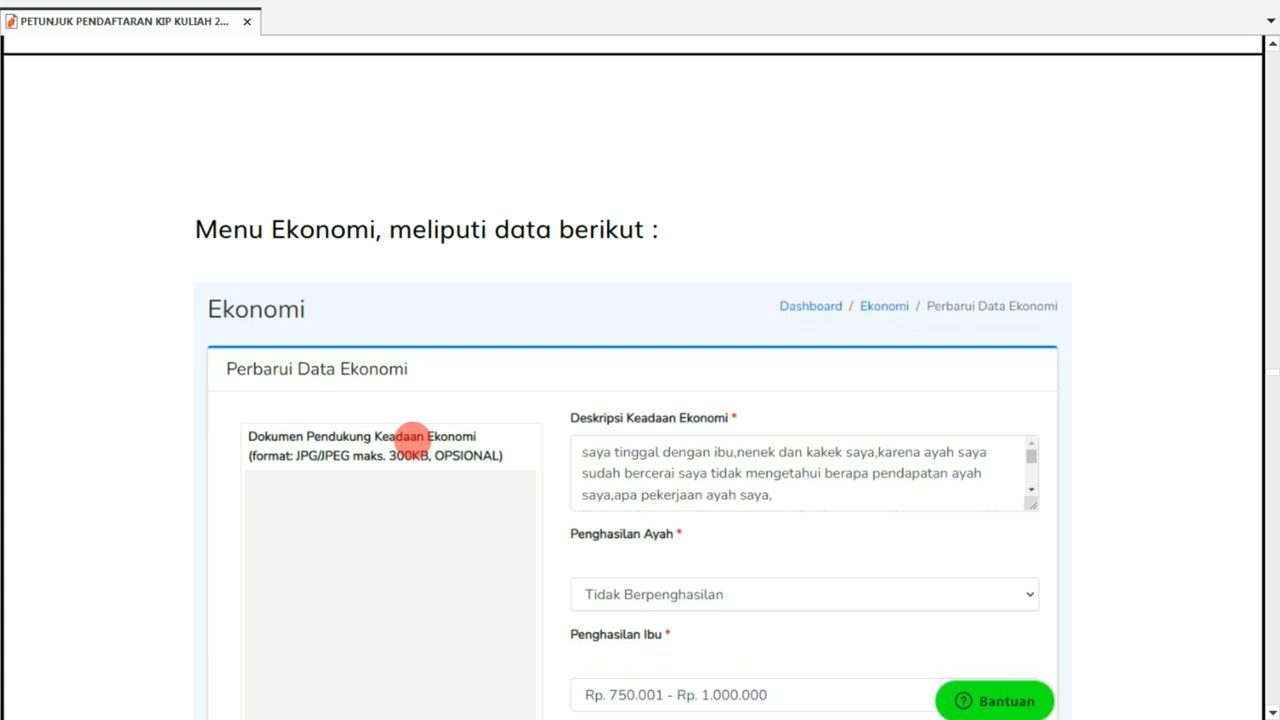 PETUNJUK PENDAFTARAN KIP KULIAH 2...
Menu Ekonomi, meliputi data berikut :
Ekonomi
Dashboard / Ekonomi / Perbarui Data Ekonomi
Perbarui Data Ekonomi
Dokumen Pendukung Keadaan Ekonomi
(format: JPG/JPEG maks. 300KB, OPSIONAL)
Deskripsi Keadaan Ekonomi *
saya tinggal dengan ibu,nenek dan kakek saya,karena ayah saya
sudah bercerai saya tidak mengetahui berapa pendapatan ayah
saya,apa pekerjaan ayah saya,
Penghasilan Ayah *
Tidak Berpenghasilan
Penghasilan Ibu *
Rp. 750.001 - Rp. 1.000.000
Bantuan